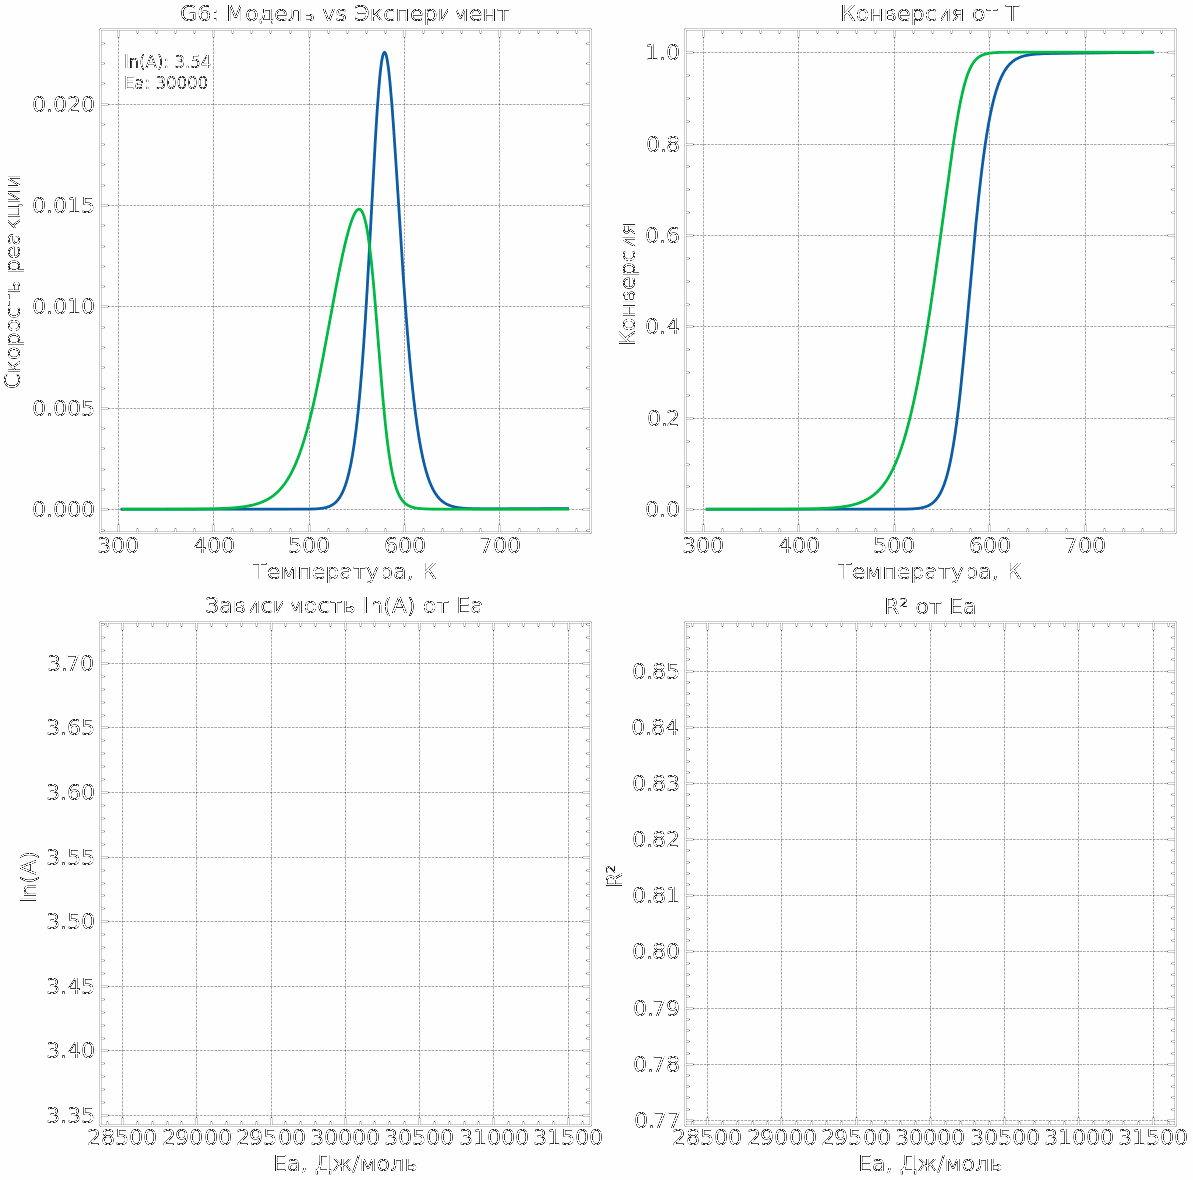 G6: Модель vs Эксперимент
ln(A): 3.54
Ea: 30000
0.020
0.015
0.010
0.005
0.000
Скорость реакции
300 400 500 600 700
Температура, К
Конверсия от Т
1.0
0.8
0.6
0.4
0.2
0.0
Конверсия
300 400 500 600 700
Температура, К
Зависимость ln(A) от Ea
3.70
3.65
3.60
3.55
3.50
3.45
3.40
3.35
ln(A)
28500 29000 29500 30000 30500 31000 31500
Ea, Дж/моль
R² от Ea
0.85
0.84
0.83
0.82
0.81
0.80
0.79
0.78
0.77
R²
28500 29000 29500 30000 30500 31000 31500
Ea, Дж/моль